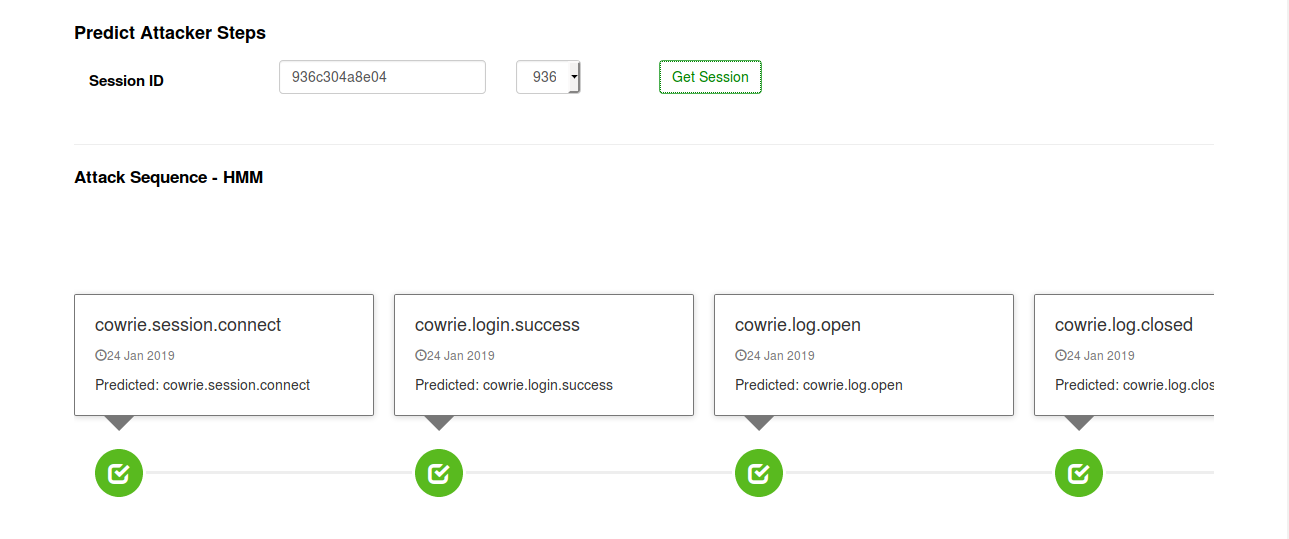 Predict Attacker Steps
Session ID 936c304a8e04 936 Get Session
Attack Sequence - HMM
cowrie.session.connect cowrie.login.success cowrie.log.open cowrie.log.closed
24 Jan 2019 24 Jan 2019 24 Jan 2019 24 Jan 2019
Predicted: cowrie.session.connect Predicted: cowrie.login.success Predicted: cowrie.log.open Predicted: cowrie.log.clos